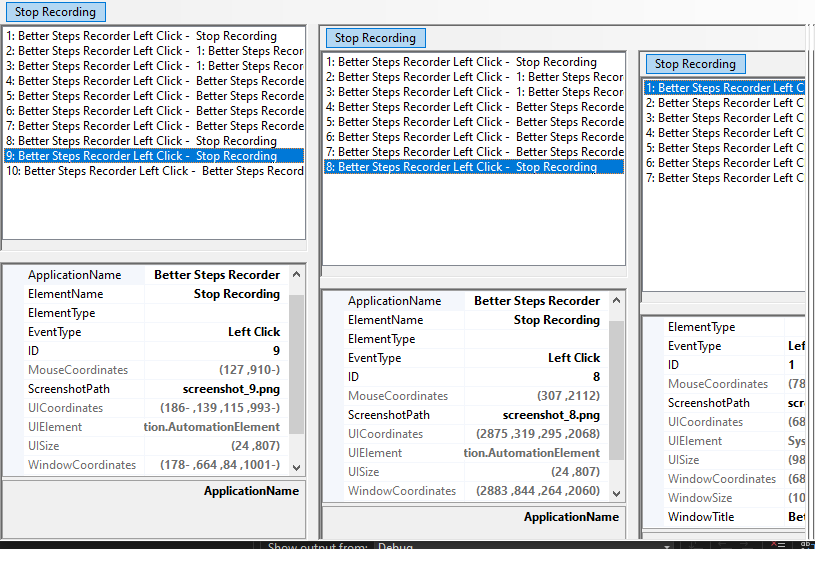 Stop Recording
1: Better Steps Recorder Left Click - Stop Recording
2: Better Steps Recorder Left Click - 1: Better Steps Recor
3: Better Steps Recorder Left Click - 1: Better Steps Recor
4: Better Steps Recorder Left Click - Better Steps Recorde
5: Better Steps Recorder Left Click - Better Steps Recorde
6: Better Steps Recorder Left Click - Better Steps Recorde
7: Better Steps Recorder Left Click - Better Steps Recorde
8: Better Steps Recorder Left Click - Stop Recording
9: Better Steps Recorder Left Click - Stop Recording
10: Better Steps Recorder Left Click - Better Steps Record
ApplicationName Better Steps Recorder
ElementName Stop Recording
ElementType
EventType Left Click
ID 9
MouseCoordinates (127 ,910-)
ScreenshotPath screenshot_9.png
UICoordinates (186- ,139 ,115 ,993-)
UIElement tion.AutomationElement
UISize (24 ,807)
WindowCoordinates (178- ,664 ,84 ,1001-)
ApplicationName
Stop Recording
1: Better Steps Recorder Left Click - Stop Recording
2: Better Steps Recorder Left Click - 1: Better Steps Recor
3: Better Steps Recorder Left Click - 1: Better Steps Recor
4: Better Steps Recorder Left Click - Better Steps Recorde
5: Better Steps Recorder Left Click - Better Steps Recorde
6: Better Steps Recorder Left Click - Better Steps Recorde
7: Better Steps Recorder Left Click - Better Steps Recorde
8: Better Steps Recorder Left Click - Stop Recording
ApplicationName Better Steps Recorder
ElementName Stop Recording
ElementType
EventType Left Click
ID 8
MouseCoordinates (307 ,2112)
ScreenshotPath screenshot_8.png
UICoordinates (2875 ,319 ,295 ,2068)
UIElement tion.AutomationElement
UISize (24 ,807)
WindowCoordinates (2883 ,844 ,264 ,2060)
ApplicationName
Stop Recording
1: Better Steps Recorder Left C
2: Better Steps Recorder Left C
3: Better Steps Recorder Left C
4: Better Steps Recorder Left C
5: Better Steps Recorder Left C
6: Better Steps Recorder Left C
7: Better Steps Recorder Left C
ElementType
EventType Lef
ID 1
MouseCoordinates (78
ScreenshotPath scr
UICoordinates (68
UIElement Sys
UISize (98
WindowCoordinates (68
WindowSize (10
WindowTitle Bet
Show output from: Debug